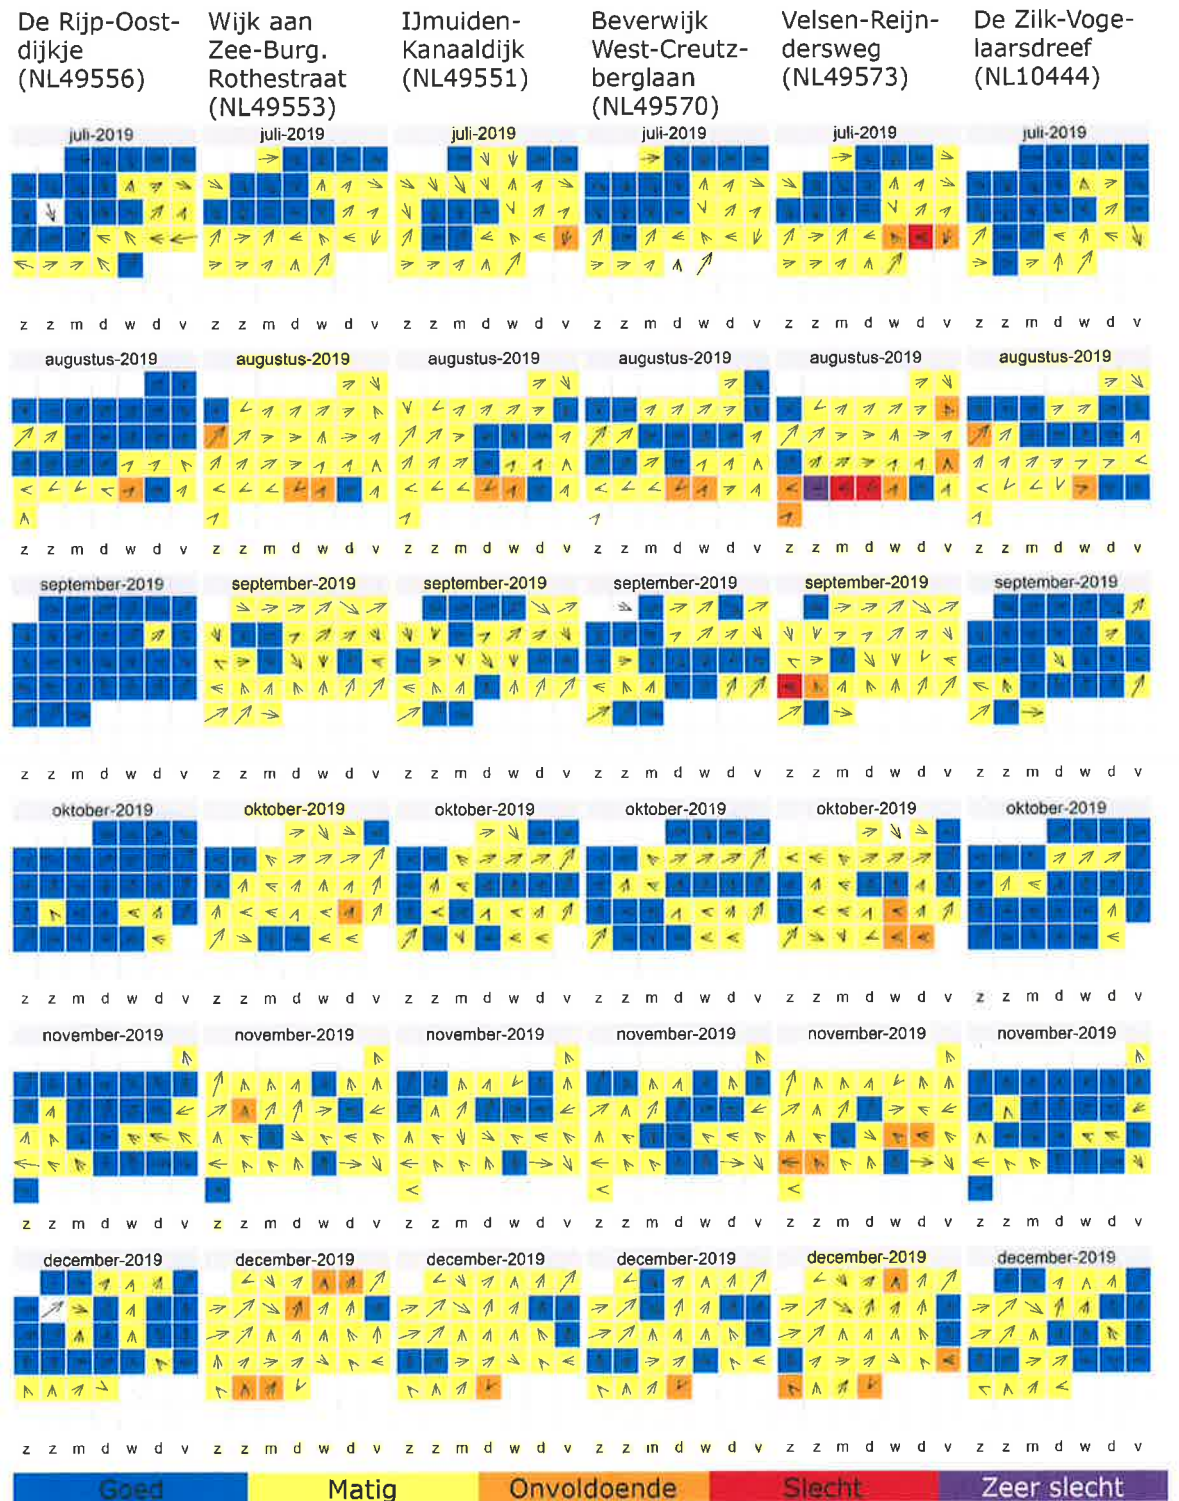 De Rijp-Oost-
dijkje
(NL49556)
Wijk aan
Zee-Burg.
Rothestraat
(NL49553)
IJmuiden-
Kanaaldijk
(NL49551)
Beverwijk
West-Creutz-
berglaan
(NL49570)
Velsen-Reijn-
dersweg
(NL49573)
De Zilk-Voge-
laarsdreef
(NL10444)
juli-2019 juli-2019 juli-2019 juli-2019 juli-2019 juli-2019
z z m d w d v z z m d w d v z z m d w d v z z m d w d v z z m d w d v z z m d w d v
augustus-2019 augustus-2019 augustus-2019 augustus-2019 augustus-2019 augustus-2019
z z m d w d v z z m d w d v z z m d w d v z z m d w d v z z m d w d v z z m d w d v
september-2019 september-2019 september-2019 september-2019 september-2019 september-2019
z z m d w d v z z m d w d v z z m d w d v z z m d w d v z z m d w d v z z m d w d v
oktober-2019 oktober-2019 oktober-2019 oktober-2019 oktober-2019 oktober-2019
z z m d w d v z z m d w d v z z m d w d v z z m d w d v z z m d w d v z z m d w d v
november-2019 november-2019 november-2019 november-2019 november-2019 november-2019
z z m d w d v z z m d w d v z z m d w d v z z m d w d v z z m d w d v z z m d w d v
december-2019 december-2019 december-2019 december-2019 december-2019 december-2019
z z m d w d v z z m d w d v z z m d w d v z z m d w d v z z m d w d v z z m d w d v
Goed Matig Onvoldoende Slecht Zeer slecht